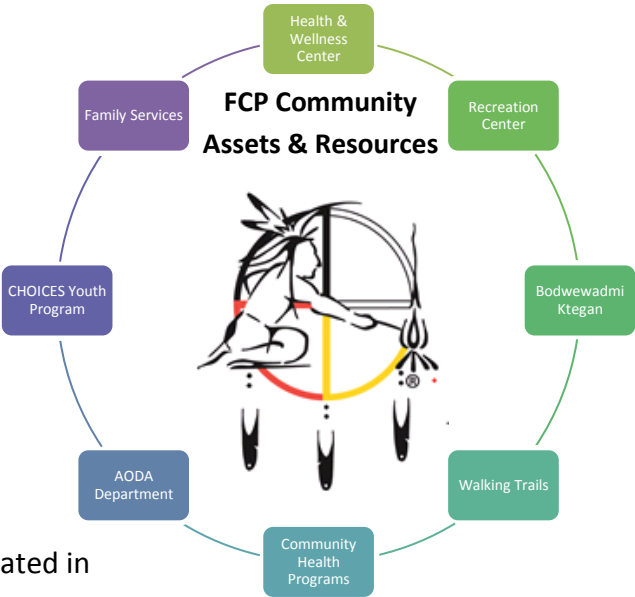 Health &
Wellness
Center
FCP Community
Assets & Resources
Family Services
Recreation
Center
CHOICES Youth
Program
Bodwewadmi
Ktegan
®
AODA
Department
Walking Trails
Community
Health
Programs
ated in